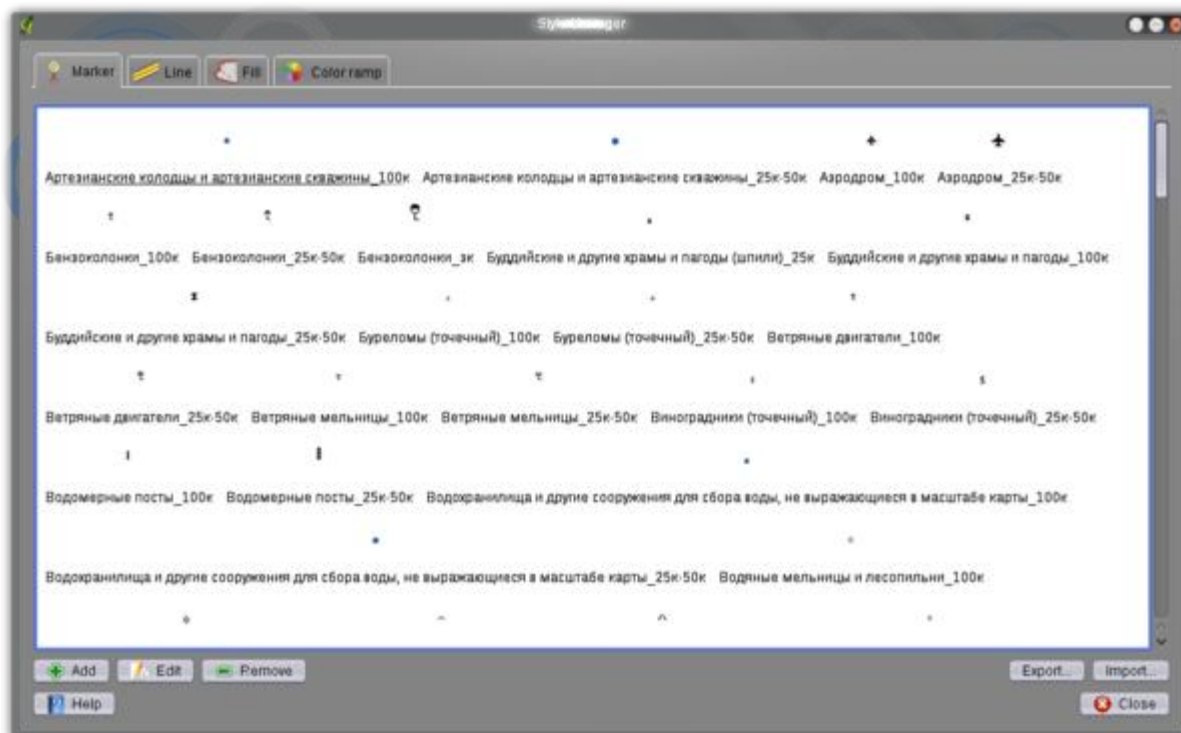 Style Manager
Marker Line Fill Color ramp
Артезианские колодцы и артезианские скважины_100к Артезианские колодцы и артезианские скважины_25к-50к Аэродром_100к Аэродром_25к-50к
Бензоколонки_100к Бензоколонки_25к-50к Бензоколонки_эк Буддийские и другие храмы и пагоды (шпили)_25к Буддийские и другие храмы и пагоды_100к
Буддийские и другие храмы и пагоды_25к-50к Буреломы (точечный)_100к Буреломы (точечный)_25к-50к Ветряные двигатели_100к
Ветряные двигатели_25к-50к Ветряные мельницы_100к Ветряные мельницы_25к-50к Виноградники (точечный)_100к Виноградники (точечный)_25к-50к
Водомерные посты_100к Водомерные посты_25к-50к Водохранилища и другие сооружения для сбора воды, не выражающиеся в масштабе карты_100к
Водохранилища и другие сооружения для сбора воды, не выражающиеся в масштабе карты_25к-50к Водяные мельницы и лесопильни_100к
Add Edit Remove Export... Import...
Help Close